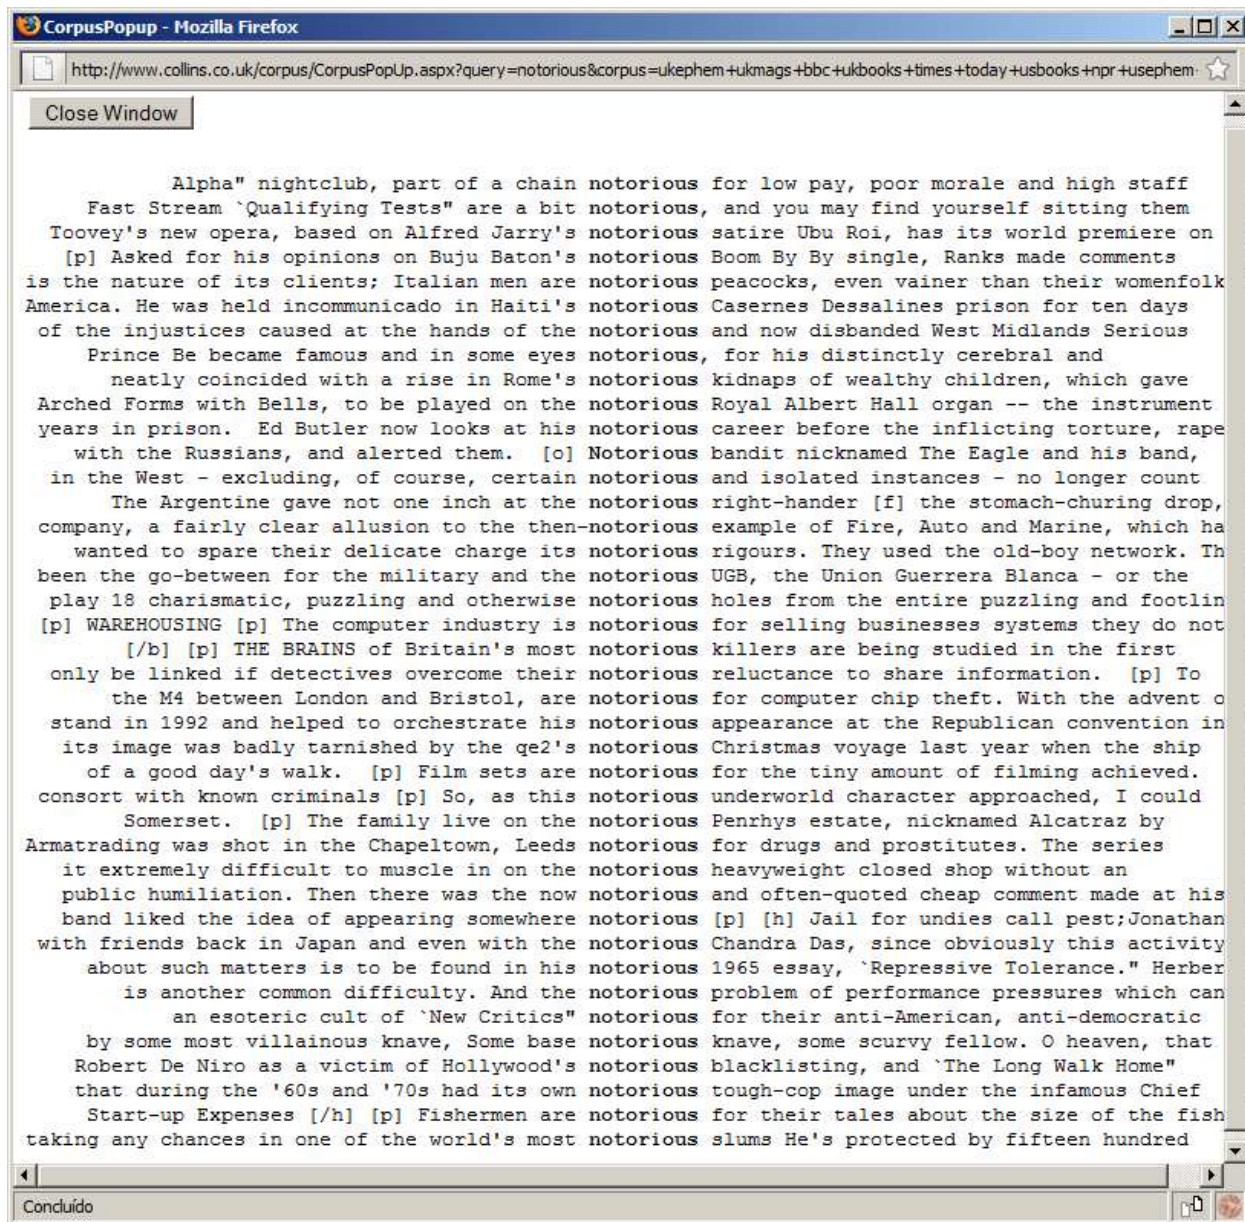 CorpusPopup - Mozilla Firefox
http://www.collins.co.uk/corpus/CorpusPopUp.aspx?query=notorious&corpus=ukephem+ukmags+bbc+ukbooks+times+today+usbooks+npr+usephem
Close Window
Alpha" nightclub, part of a chain notorious for low pay, poor morale and high staff
Fast Stream `Qualifying Tests" are a bit notorious, and you may find yourself sitting them
Toovey's new opera, based on Alfred Jarry's notorious satire Ubu Roi, has its world premiere on
[p] Asked for his opinions on Buju Baton's notorious Boom By By single, Ranks made comments
is the nature of its clients; Italian men are notorious peacocks, even vainer than their womenfolk
America. He was held incommunicado in Haiti's notorious Casernes Dessalines prison for ten days
of the injustices caused at the hands of the notorious and now disbanded West Midlands Serious
Prince Be became famous and in some eyes notorious, for his distinctly cerebral and
neatly coincided with a rise in Rome's notorious kidnaps of wealthy children, which gave
Arched Forms with Bells, to be played on the notorious Royal Albert Hall organ -- the instrument
years in prison. Ed Butler now looks at his notorious career before the inflicting torture, rape
with the Russians, and alerted them. [o] Notorious bandit nicknamed The Eagle and his band,
in the West - excluding, of course, certain notorious and isolated instances - no longer count
The Argentine gave not one inch at the notorious right-hander [f] the stomach-churing drop,
company, a fairly clear allusion to the then-notorious example of Fire, Auto and Marine, which ha
wanted to spare their delicate charge its notorious rigours. They used the old-boy network. Th
been the go-between for the military and the notorious UGB, the Union Guerrera Blanca - or the
play 18 charismatic, puzzling and otherwise notorious holes from the entire puzzling and footlin
[p] WAREHOUSING [p] The computer industry is notorious for selling businesses systems they do not
[/b] [p] THE BRAINS of Britain's most notorious killers are being studied in the first
only be linked if detectives overcome their notorious reluctance to share information. [p] To
the M4 between London and Bristol, are notorious for computer chip theft. With the advent o
stand in 1992 and helped to orchestrate his notorious appearance at the Republican convention in
its image was badly tarnished by the qe2's notorious Christmas voyage last year when the ship
of a good day's walk. [p] Film sets are notorious for the tiny amount of filming achieved.
consort with known criminals [p] So, as this notorious underworld character approached, I could
Somerset. [p] The family live on the notorious Penrhys estate, nicknamed Alcatraz by
Armatrading was shot in the Chapeltown, Leeds notorious for drugs and prostitutes. The series
it extremely difficult to muscle in on the notorious heavyweight closed shop without an
public humiliation. Then there was the now notorious and often-quoted cheap comment made at his
band liked the idea of appearing somewhere notorious [p] [h] Jail for undies call pest;Jonathan
with friends back in Japan and even with the notorious Chandra Das, since obviously this activity
about such matters is to be found in his notorious 1965 essay, `Repressive Tolerance." Herber
is another common difficulty. And the notorious problem of performance pressures which can
an esoteric cult of `New Critics" notorious for their anti-American, anti-democratic
by some most villainous knave, Some base notorious knave, some scurvy fellow. O heaven, that
Robert De Niro as a victim of Hollywood's notorious blacklisting, and `The Long Walk Home"
that during the '60s and '70s had its own notorious tough-cop image under the infamous Chief
Start-up Expenses [/h] [p] Fishermen are notorious for their tales about the size of the fish
taking any chances in one of the world's most notorious slums He's protected by fifteen hundred
Concluído